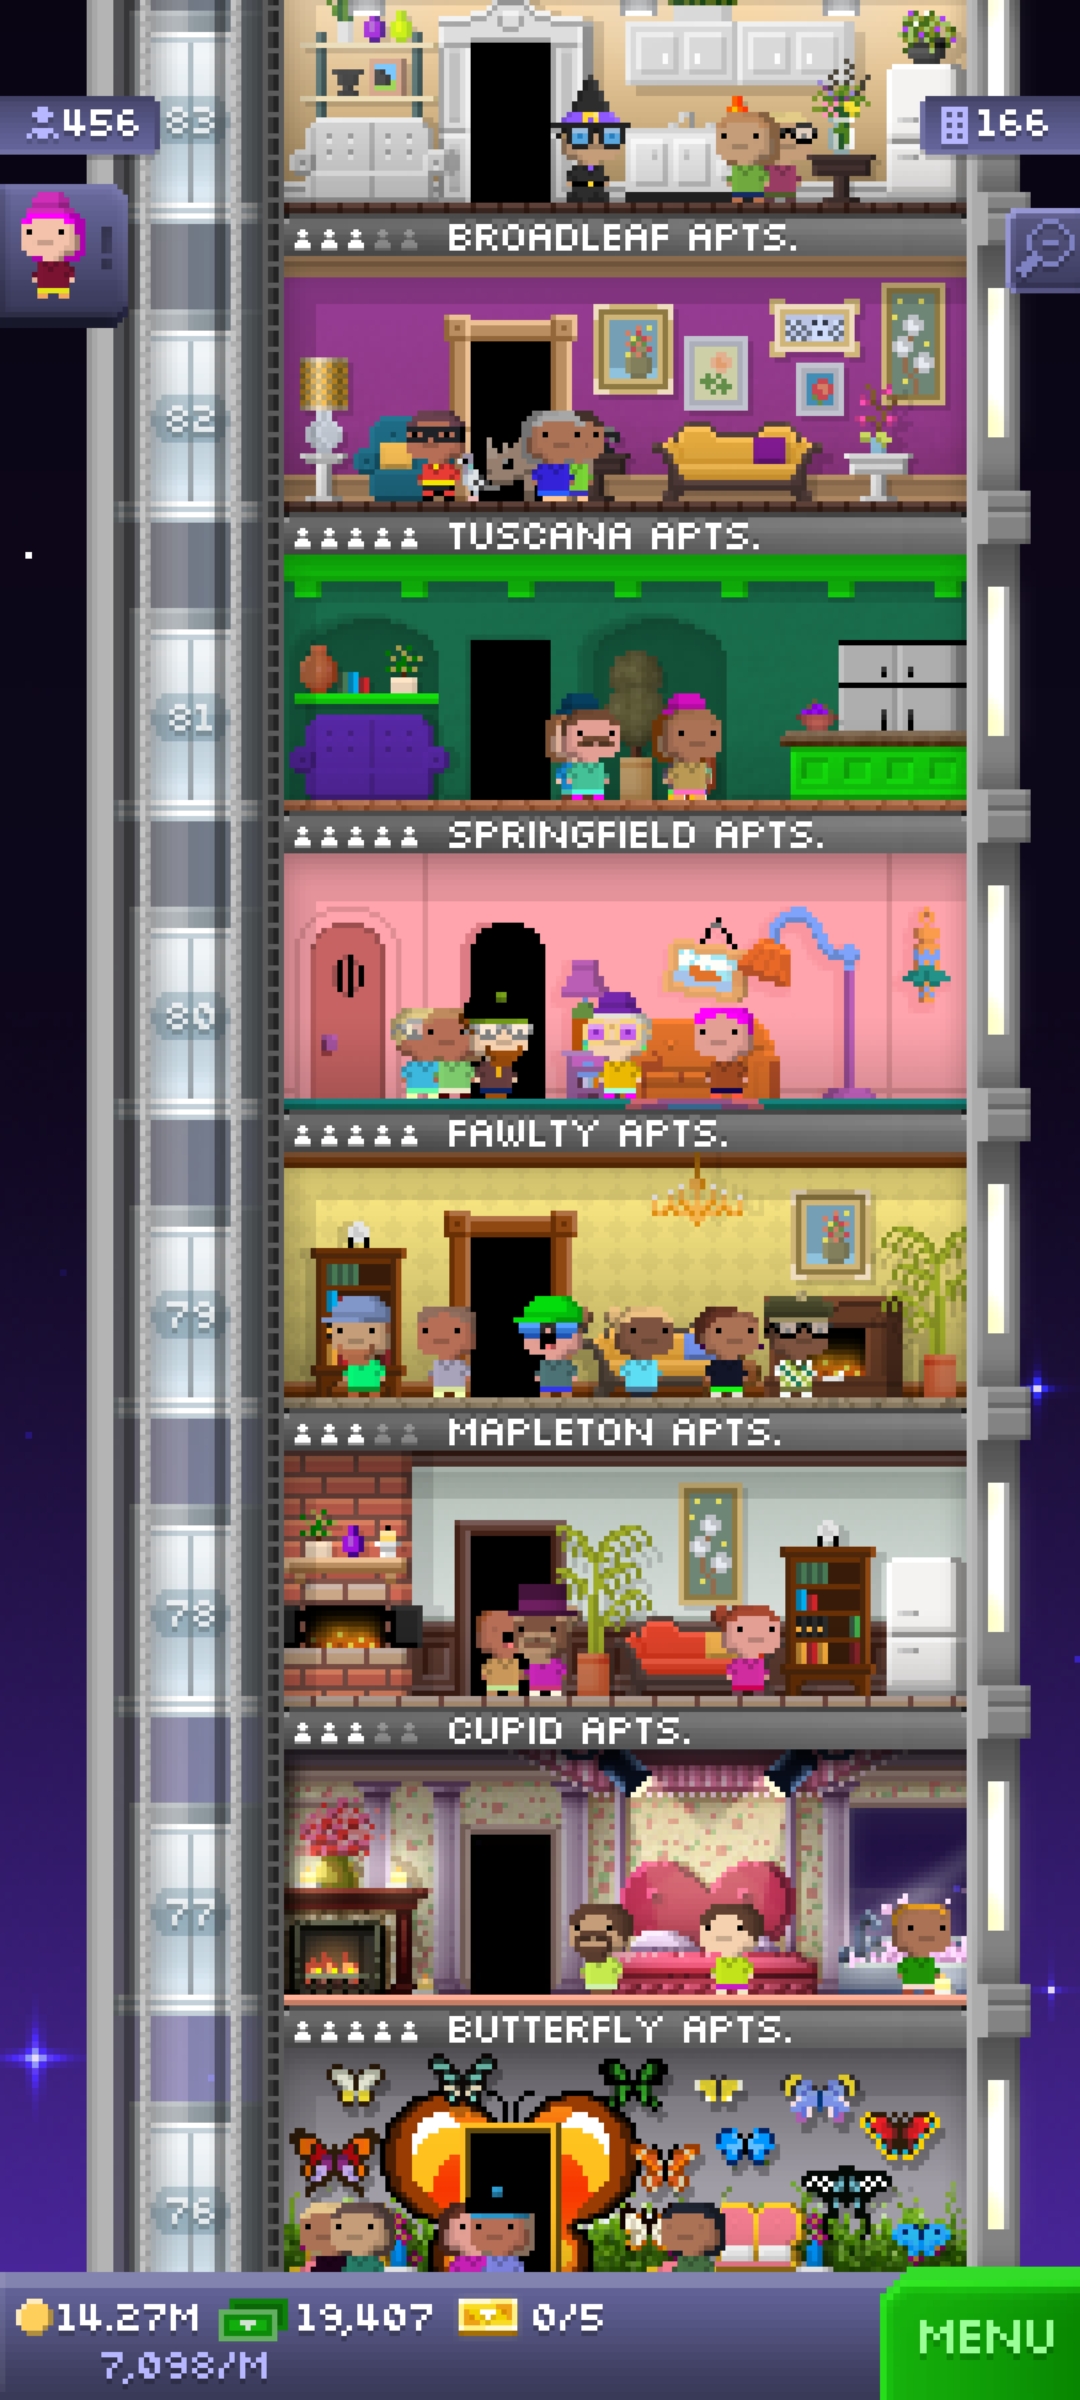 456
83
166
!
BROADLEAF APTS.
82
TUSCANA APTS.
81
SPRINGFIELD APTS.
80
FAWLTY APTS.
79
MAPLETON APTS.
78
CUPID APTS.
77
BUTTERFLY APTS.
76
14.27M 19,407 0/5
7,098/M
MENU